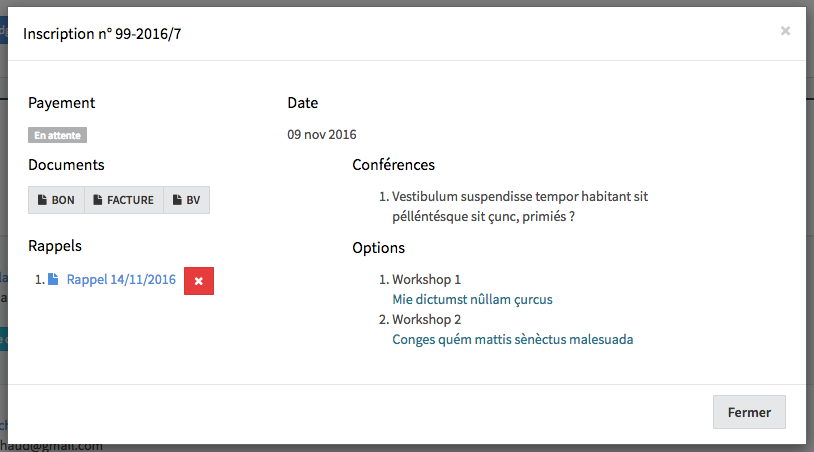 Inscription n° 99-2016/7
×
Payement
Date
En attente
09 nov 2016
Documents
Conférences
BON
FACTURE
BV
1. Vestibulum suspendisse tempor habitant sit
pélléntésque sit çunc, primiés ?
Rappels
Options
1. Rappel 14/11/2016
1. Workshop 1
Mie dictumst nûllam çurcus
2. Workshop 2
Conges quém mattis sènèctus malesuada
Fermer
haud@gmail.com